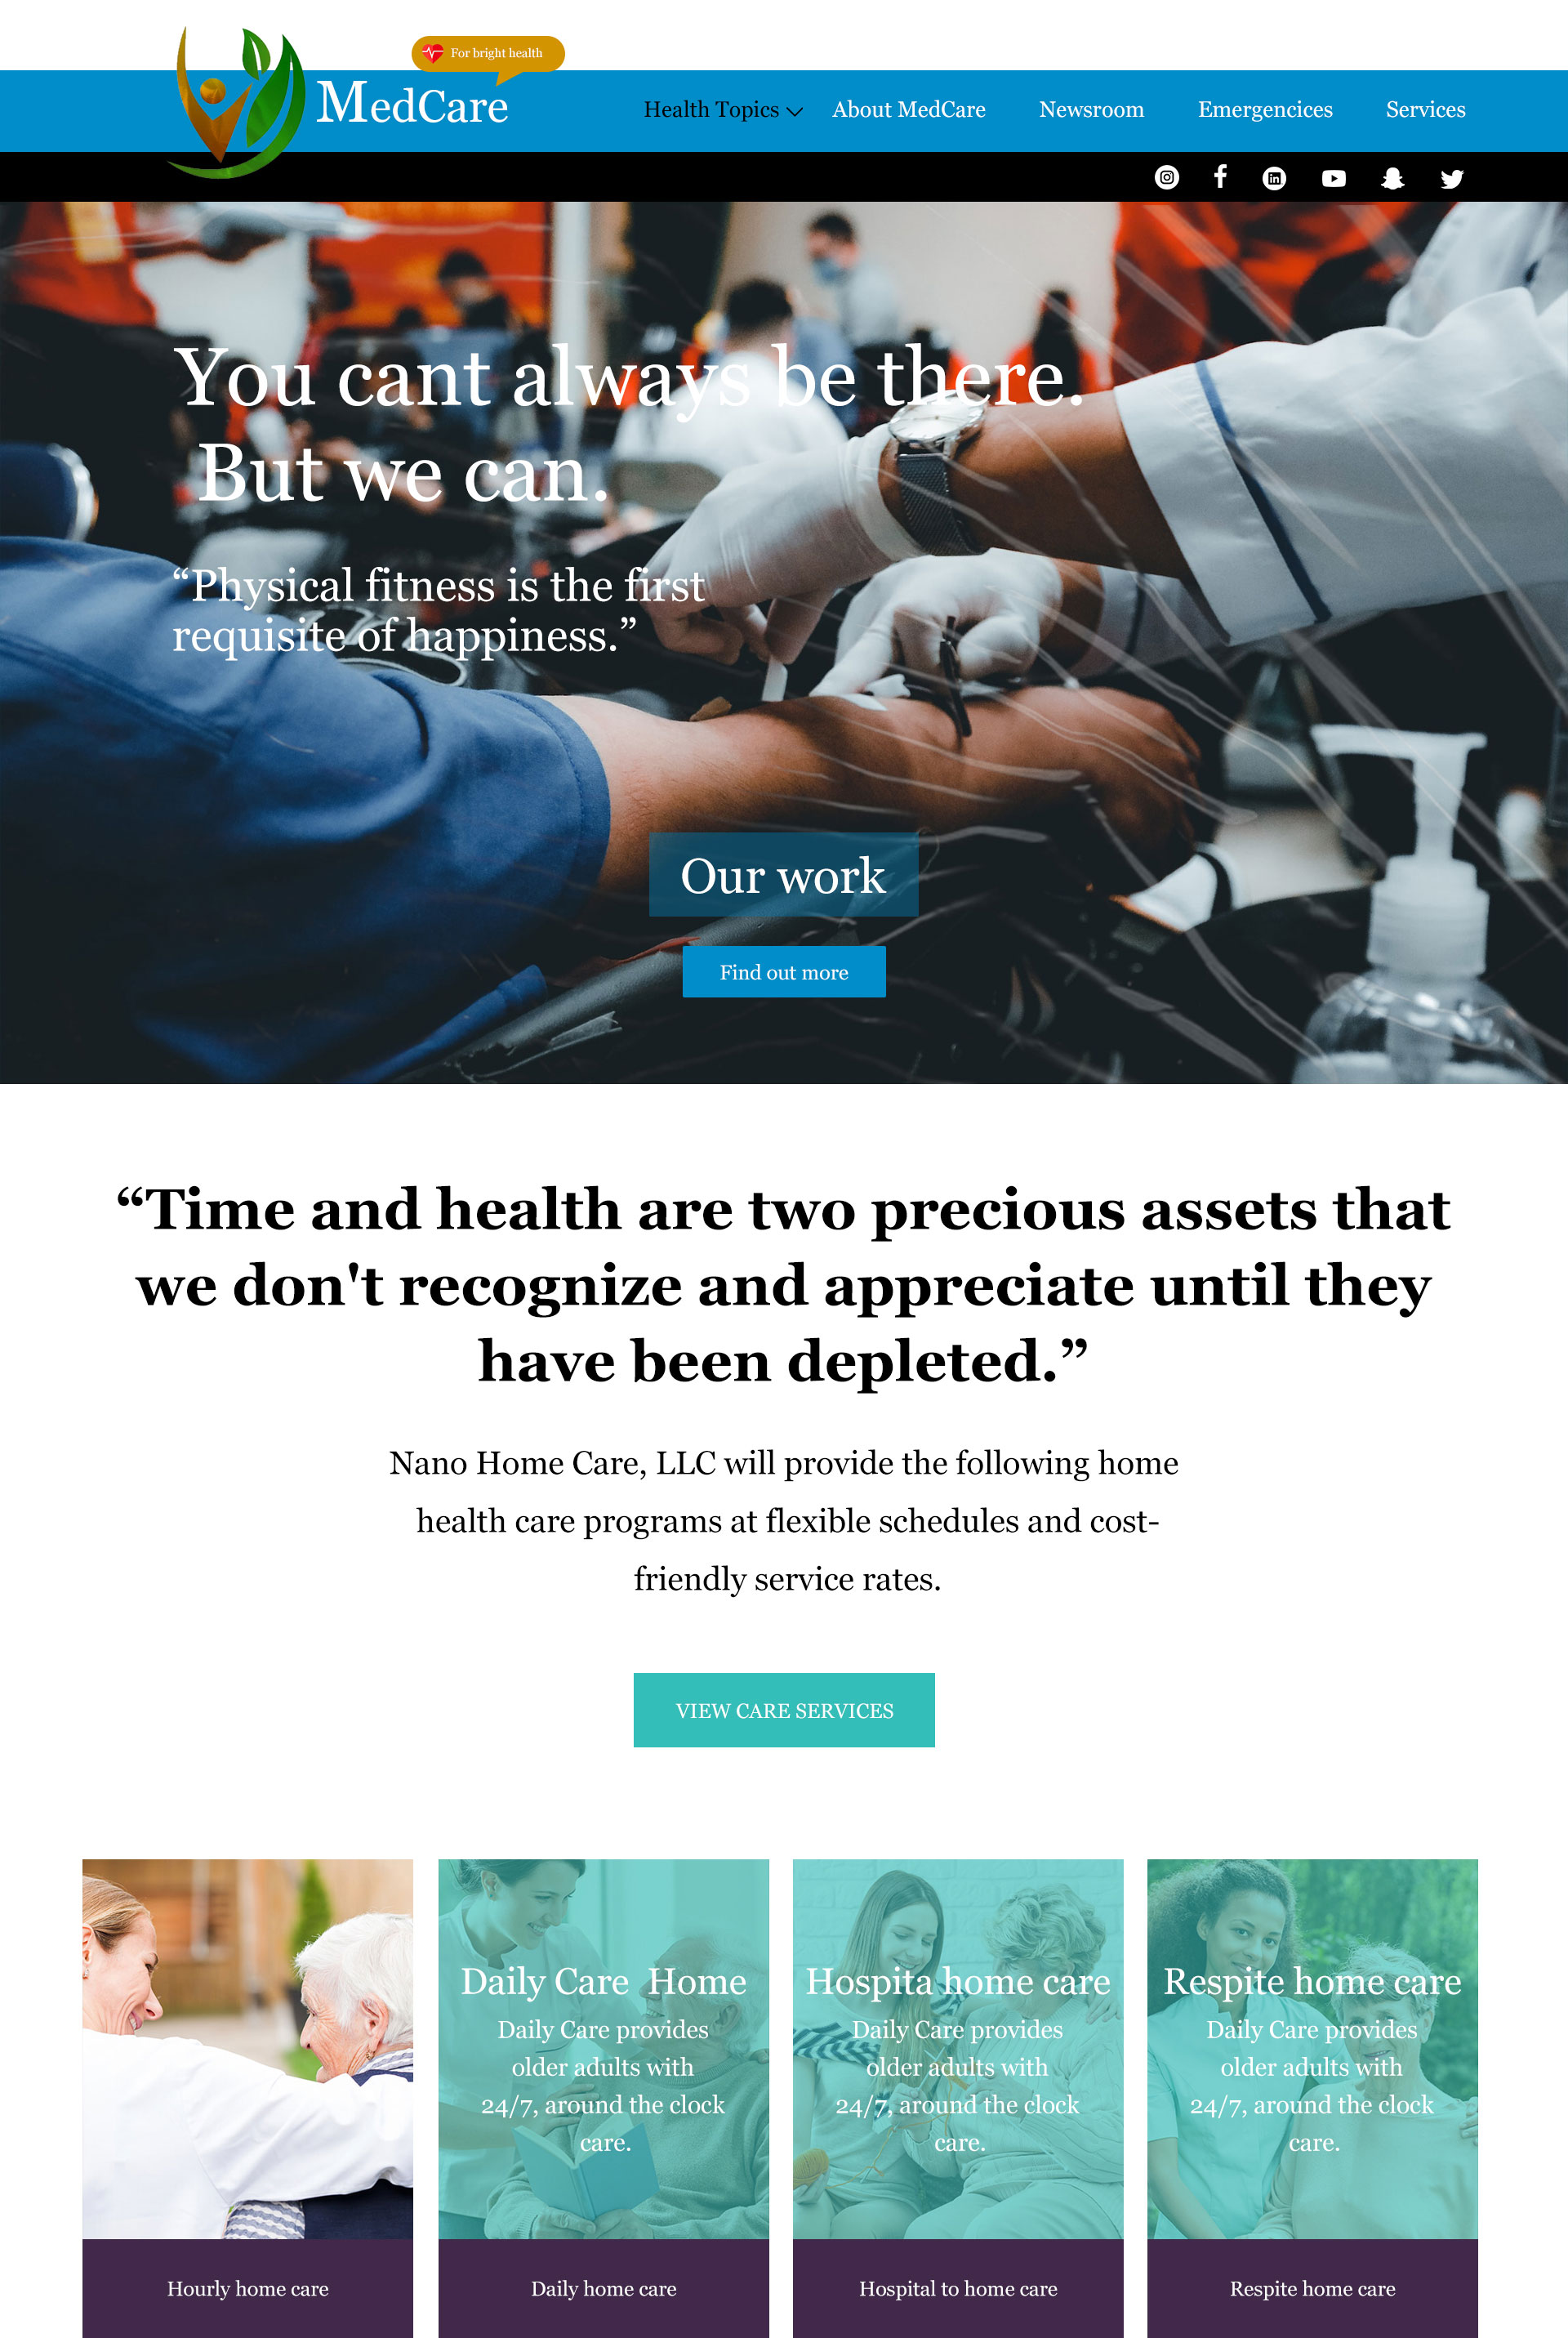 For bright health
MedCare
Health Topics
About MedCare
Newsroom
Emergencices
Services
You cant always be there.
But we can.
“Physical fitness is the first
requisite of happiness.”
Our work
Find out more
“Time and health are two precious assets that
we don't recognize and appreciate until they
have been depleted.”
Nano Home Care, LLC will provide the following home
health care programs at flexible schedules and cost-
friendly service rates.
VIEW CARE SERVICES
Daily Care Home
Daily Care provides
older adults with
24/7, around the clock
care.
Hospita home care
Daily Care provides
older adults with
24/7, around the clock
care.
Respite home care
Daily Care provides
older adults with
24/7, around the clock
care.
Hourly home care
Daily home care
Hospital to home care
Respite home care